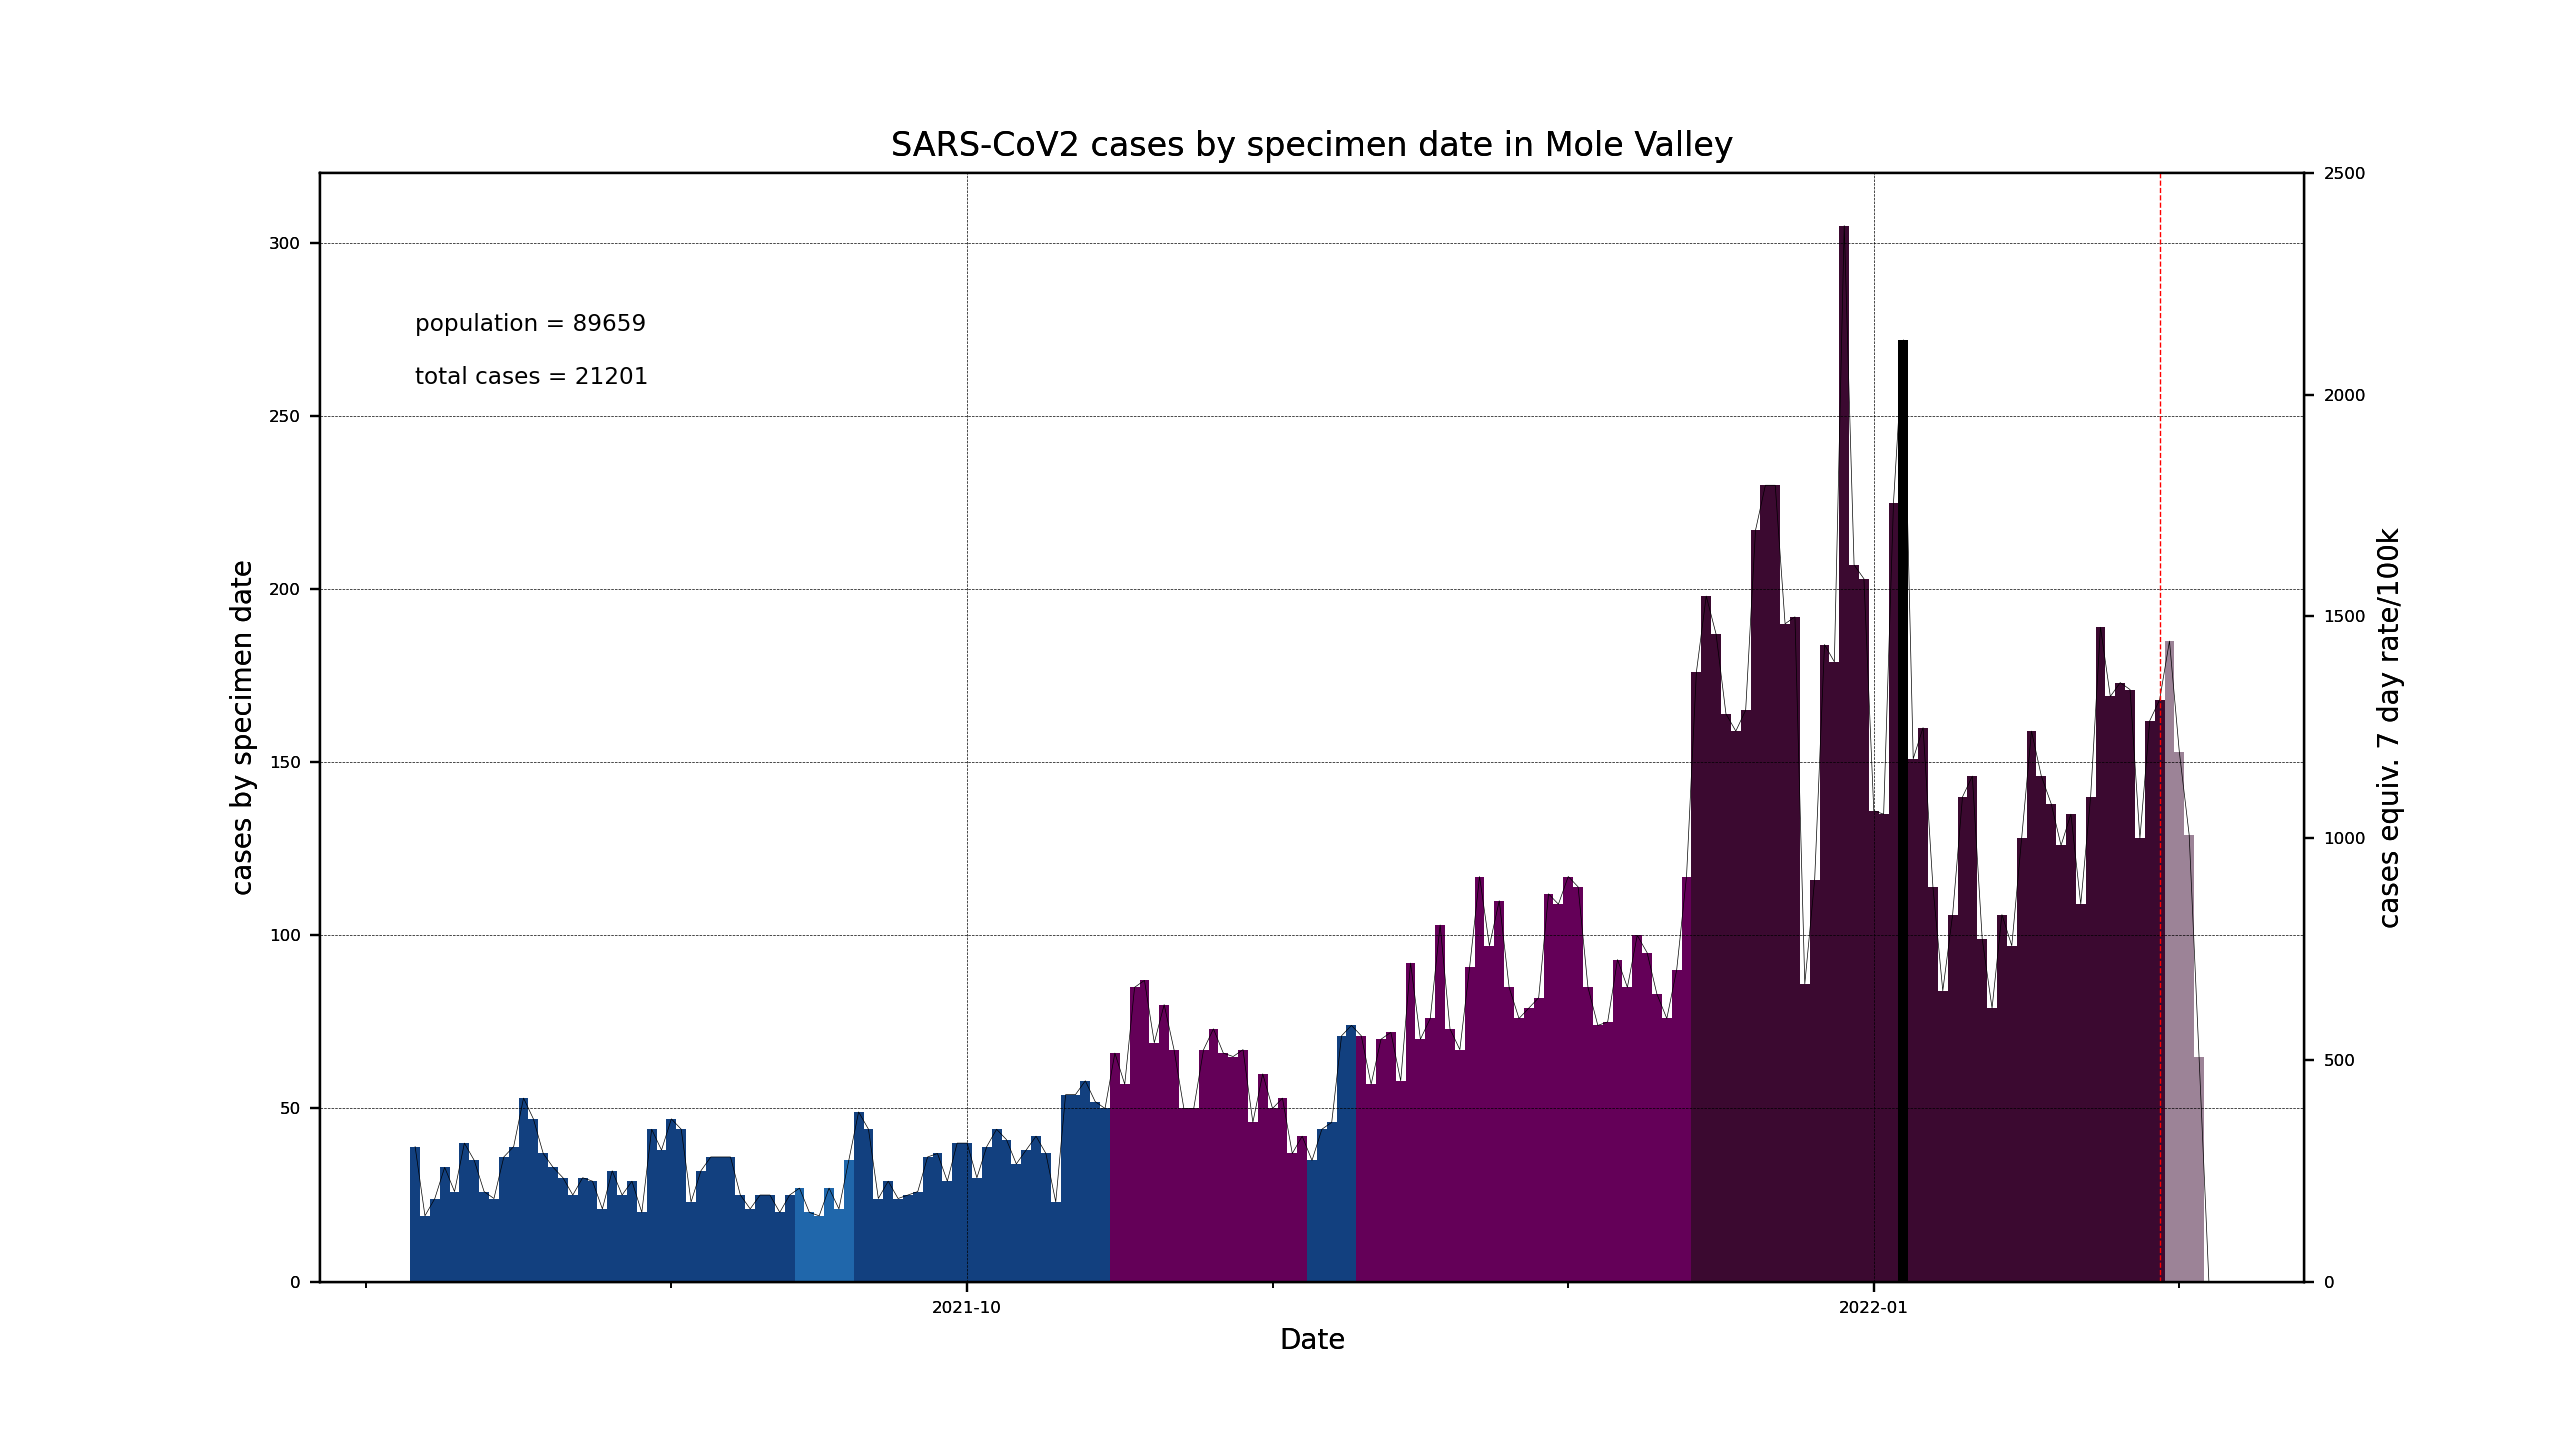 SARS-CoV2 cases by specimen date in Mole Valley
population = 89659
total cases = 21201
cases by specimen date
300
250
200
150
100
50
0
2500
2000
1500
1000
500
0
cases equiv. 7 day rate/100k
2021-10
2022-01
Date